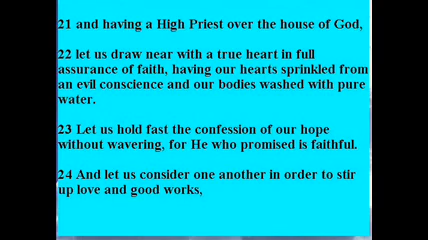 21 and having a High Priest over the house of God,
22 let us draw near with a true heart in full
assurance of faith, having our hearts sprinkled from
an evil conscience and our bodies washed with pure
water.
23 Let us hold fast the confession of our hope
without wavering, for He who promised is faithful.
24 And let us consider one another in order to stir
up love and good works,